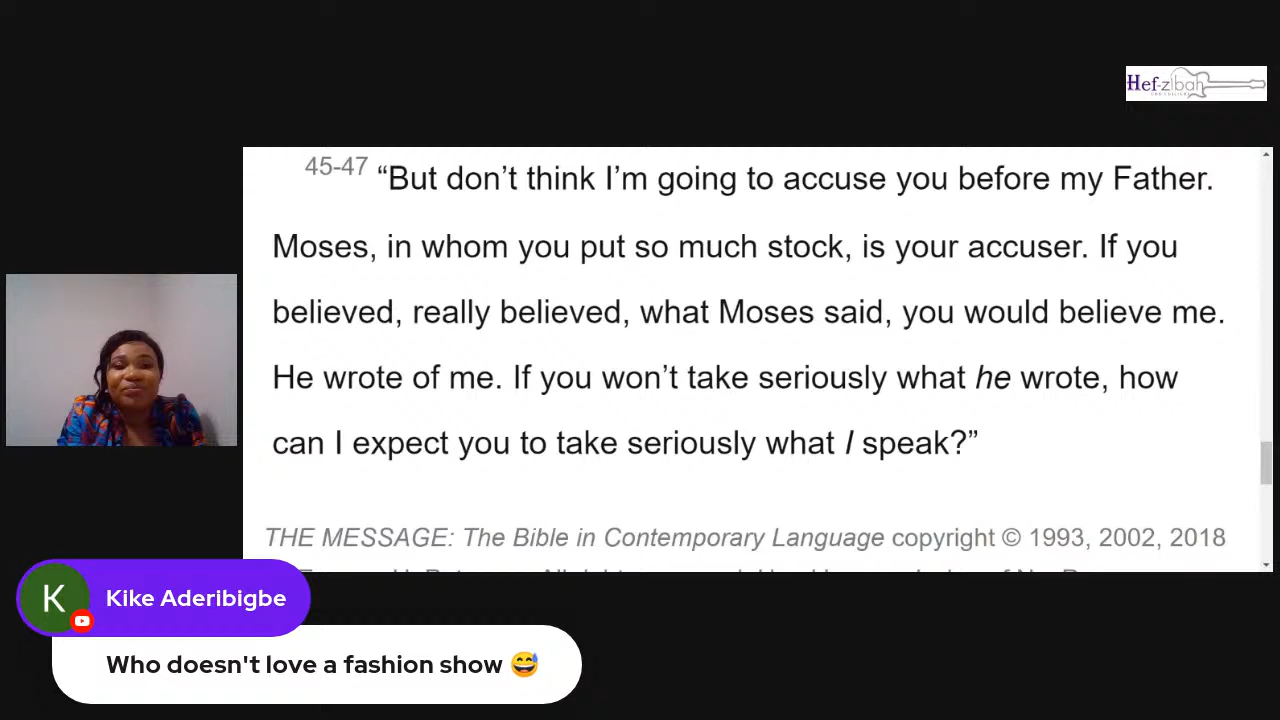 Hef-zibah
45-47 “But don’t think I’m going to accuse you before my Father.
Moses, in whom you put so much stock, is your accuser. If you
believed, really believed, what Moses said, you would believe me.
He wrote of me. If you won’t take seriously what he wrote, how
can I expect you to take seriously what I speak?”
THE MESSAGE: The Bible in Contemporary Language copyright © 1993, 2002, 2018
K
Kike Aderibigbe
Who doesn't love a fashion show 😅